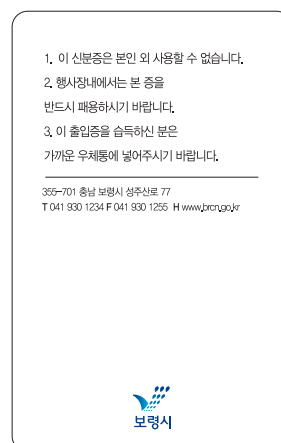 1. 이 신분증은 본인 외 사용할 수 없습니다.
2. 행사장내에서는 본 증을
반드시 패용하시기 바랍니다.
3. 이 출입증을 습득하신 분은
가까운 우체통에 넣어주시기 바랍니다.
355-701 충남 보령시 성주산로 77
T 041 930 1234 F 041 930 1255 H www.brcn.go.kr
보령시